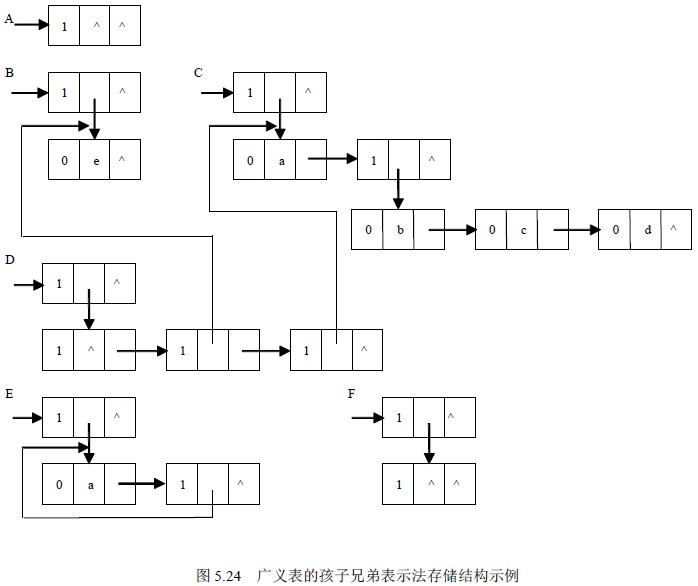 A
1 ^ ^
B C
1 ^ 1 ^
0 e ^ 0 a 1 ^
0 b 0 c 0 d ^
D
1 ^
1 ^ 1 1 ^
E F
1 ^ 1 ^
0 a 1 ^ 1 ^ ^
图 5.24 广义表的孩子兄弟表示法存储结构示例